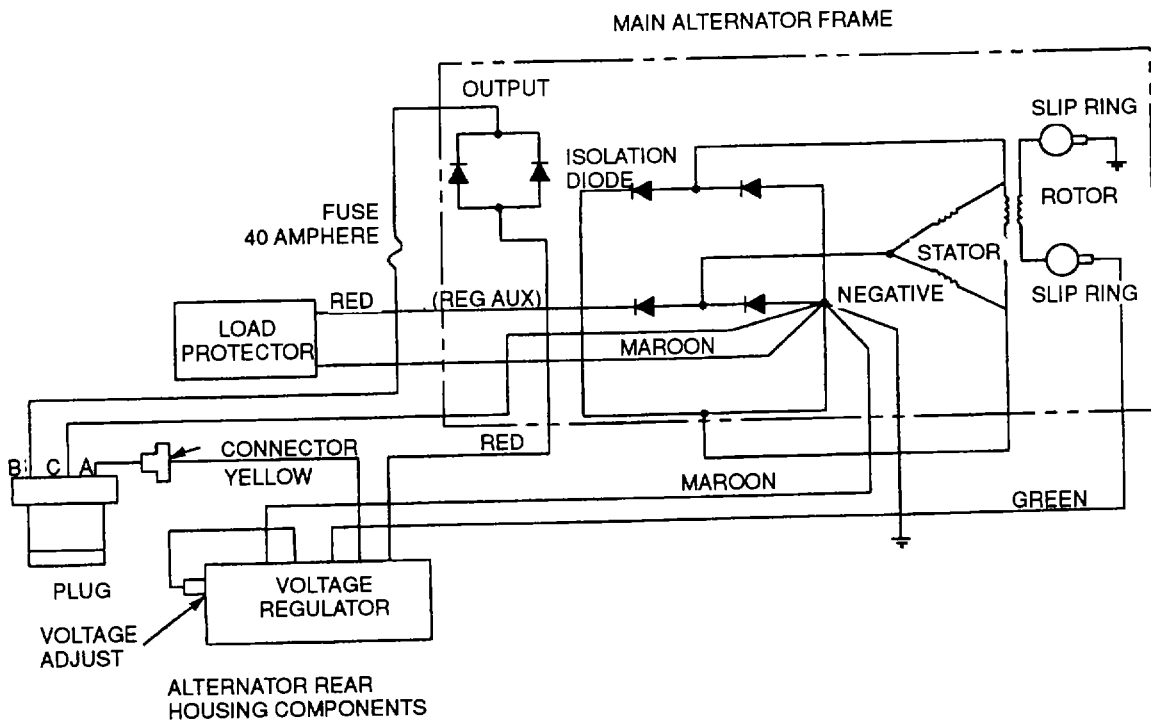 MAIN ALTERNATOR FRAME
OUTPUT
SLIP RING
ISOLATION
DIODE
ROTOR
FUSE
40 AMPHERE
STATOR
SLIP RING
RED
(REG AUX)
NEGATIVE
LOAD
PROTECTOR
MAROON
RED
CONNECTOR
B
C
A
YELLOW
MAROON
GREEN
PLUG
VOLTAGE
REGULATOR
VOLTAGE
ADJUST
ALTERNATOR REAR
HOUSING COMPONENTS